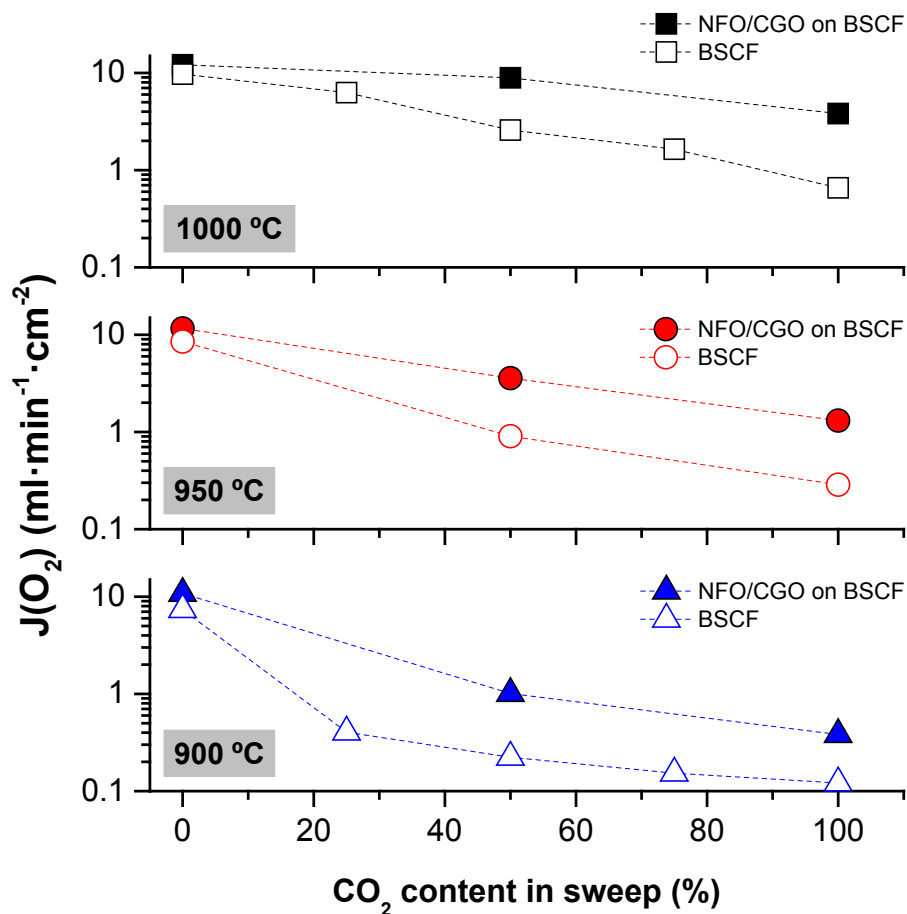 NFO/CGO on BSCF
BSCF
10
1
0.1
1000 ºC
NFO/CGO on BSCF
BSCF
10
1
0.1
950 ºC
NFO/CGO on BSCF
BSCF
10
1
0.1
900 ºC
0 20 40 60 80 100
CO₂ content in sweep (%)
J(O₂) (ml·min⁻¹·cm⁻²)